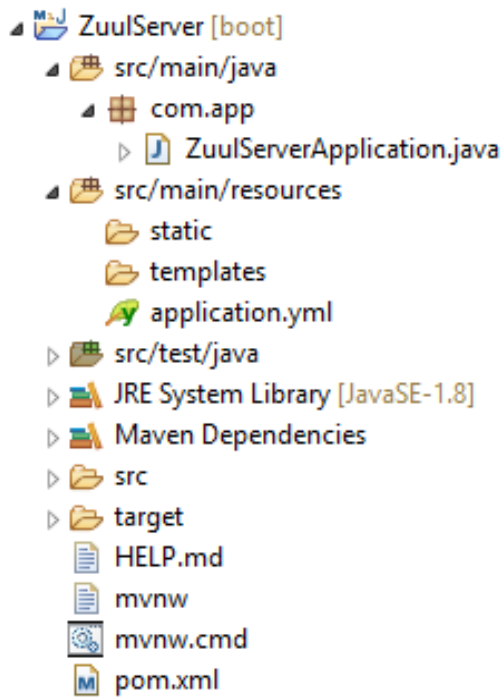 ZuulServer [boot]
src/main/java
com.app
ZuulServerApplication.java
src/main/resources
static
templates
application.yml
src/test/java
JRE System Library [JavaSE-1.8]
Maven Dependencies
src
target
HELP.md
mvnw
mvnw.cmd
pom.xml